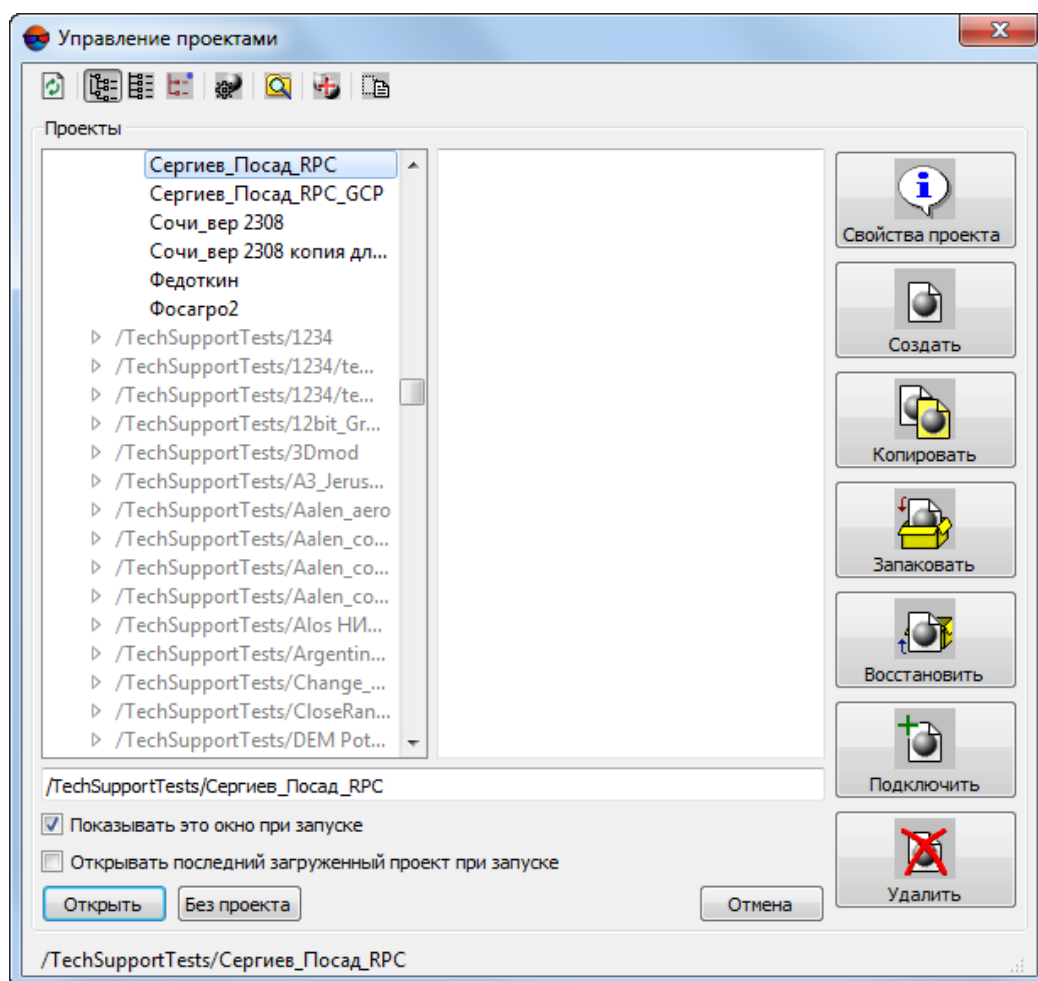 Управление проектами
Проекты
Сергиев_Посад_RPC
Сергиев_Посад_RPC_GCP
Сочи_вер 2308
Сочи_вер 2308 копия дл...
Федоткин
Фосагро2
/TechSupportTests/1234
/TechSupportTests/1234/te...
/TechSupportTests/1234/te...
/TechSupportTests/12bit_Gr...
/TechSupportTests/3Dmod
/TechSupportTests/A3_Jerus...
/TechSupportTests/Aalen_aero
/TechSupportTests/Aalen_co...
/TechSupportTests/Aalen_co...
/TechSupportTests/Aalen_co...
/TechSupportTests/Alos НИ...
/TechSupportTests/Argentin...
/TechSupportTests/Change_...
/TechSupportTests/CloseRan...
/TechSupportTests/DEM Pot...
Свойства проекта
Создать
Копировать
Запаковать
Восстановить
Подключить
Удалить
/TechSupportTests/Сергиев_Посад_RPC
Показывать это окно при запуске
Открывать последний загруженный проект при запуске
Открыть
Без проекта
Отмена
/TechSupportTests/Сергиев_Посад_RPC